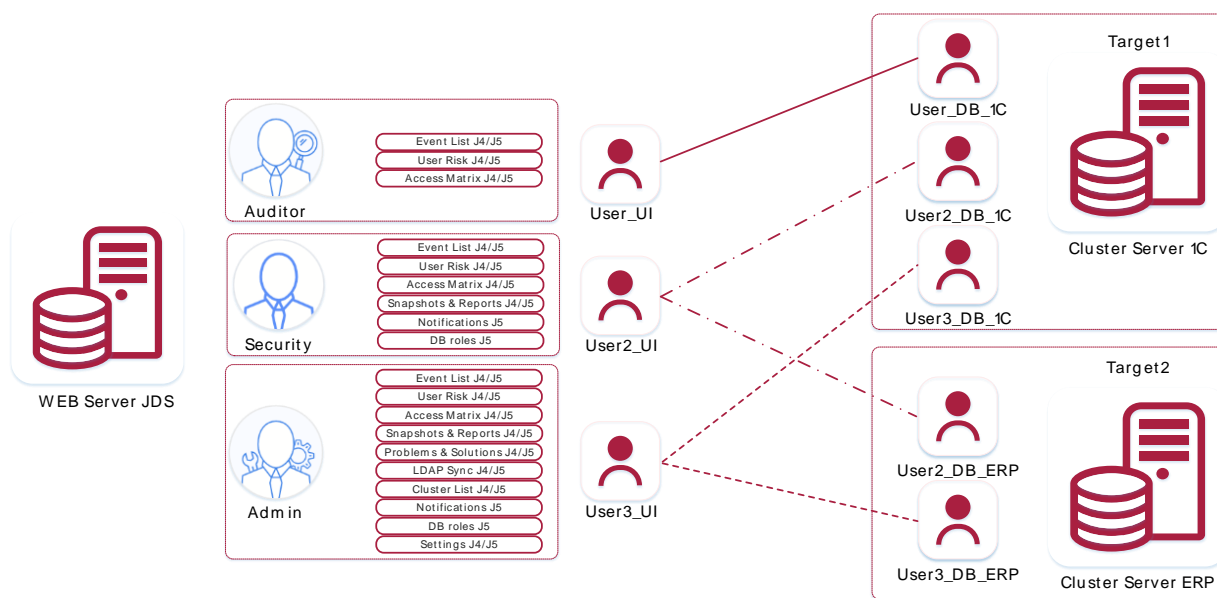 WEB Server JDS
Event List J4/J5
User Risk J4/J5
Access Matrix J4/J5
Auditor
Event List J4/J5
User Risk J4/J5
Access Matrix J4/J5
Snapshots & Reports J4/J5
Notifications J5
DB roles J5
Security
Event List J4/J5
User Risk J4/J5
Access Matrix J4/J5
Snapshots & Reports J4/J5
Problems & Solutions J4/J5
LDAP Sync J4/J5
Cluster List J4/J5
Notifications J5
DB roles J5
Settings J4/J5
Admin
User_UI
User2_UI
User3_UI
Target1
User_DB_1C
User2_DB_1C
User3_DB_1C
Cluster Server 1C
Target2
User2_DB_ERP
User3_DB_ERP
Cluster Server ERP